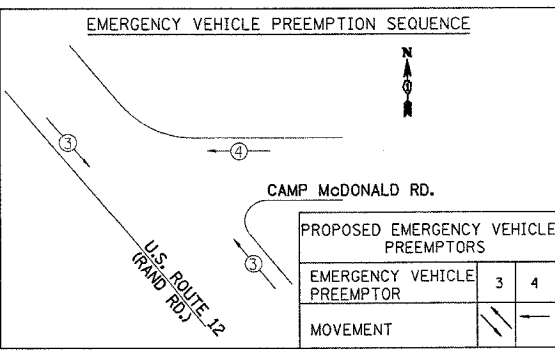 EMERGENCY VEHICLE PREEMPTION SEQUENCE
N
3
4
CAMP McDONALD RD.
3
U.S. ROUTE 12
(RAND RD.)
PROPOSED EMERGENCY VEHICLE
PREEMPTORS
EMERGENCY VEHICLE 3 4
PREEMPTOR
MOVEMENT